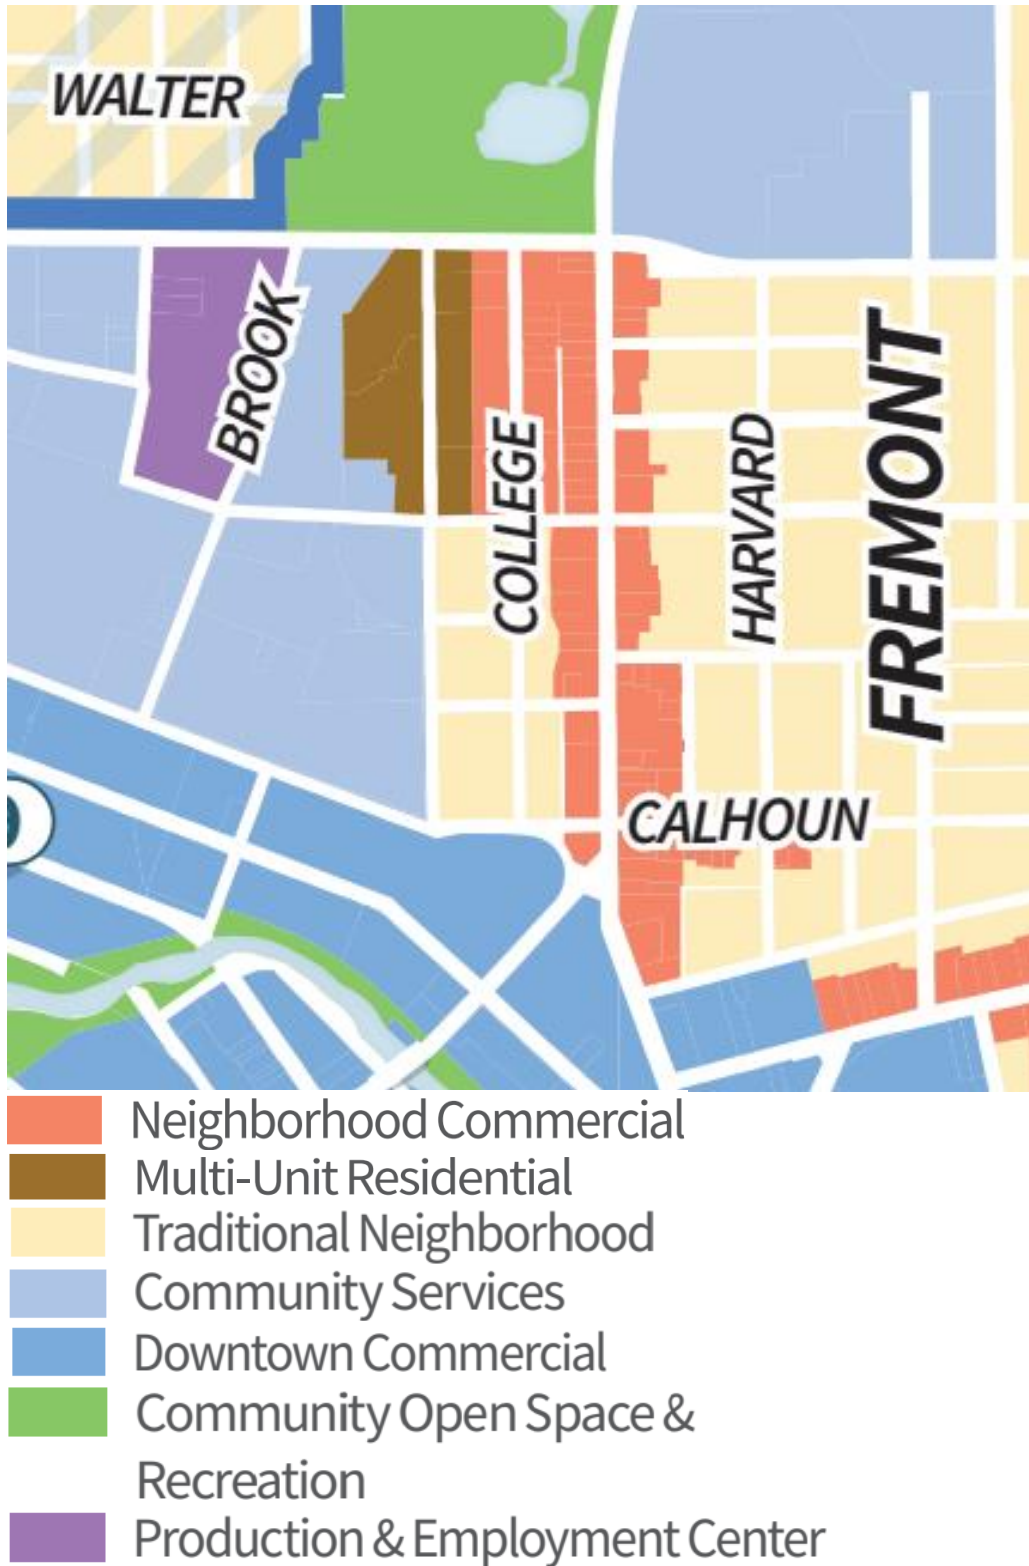 WALTER
BROOK
COLLEGE
HARVARD
FREMONT
CALHOUN
Neighborhood Commercial
Multi-Unit Residential
Traditional Neighborhood
Community Services
Downtown Commercial
Community Open Space &
Recreation
Production & Employment Center